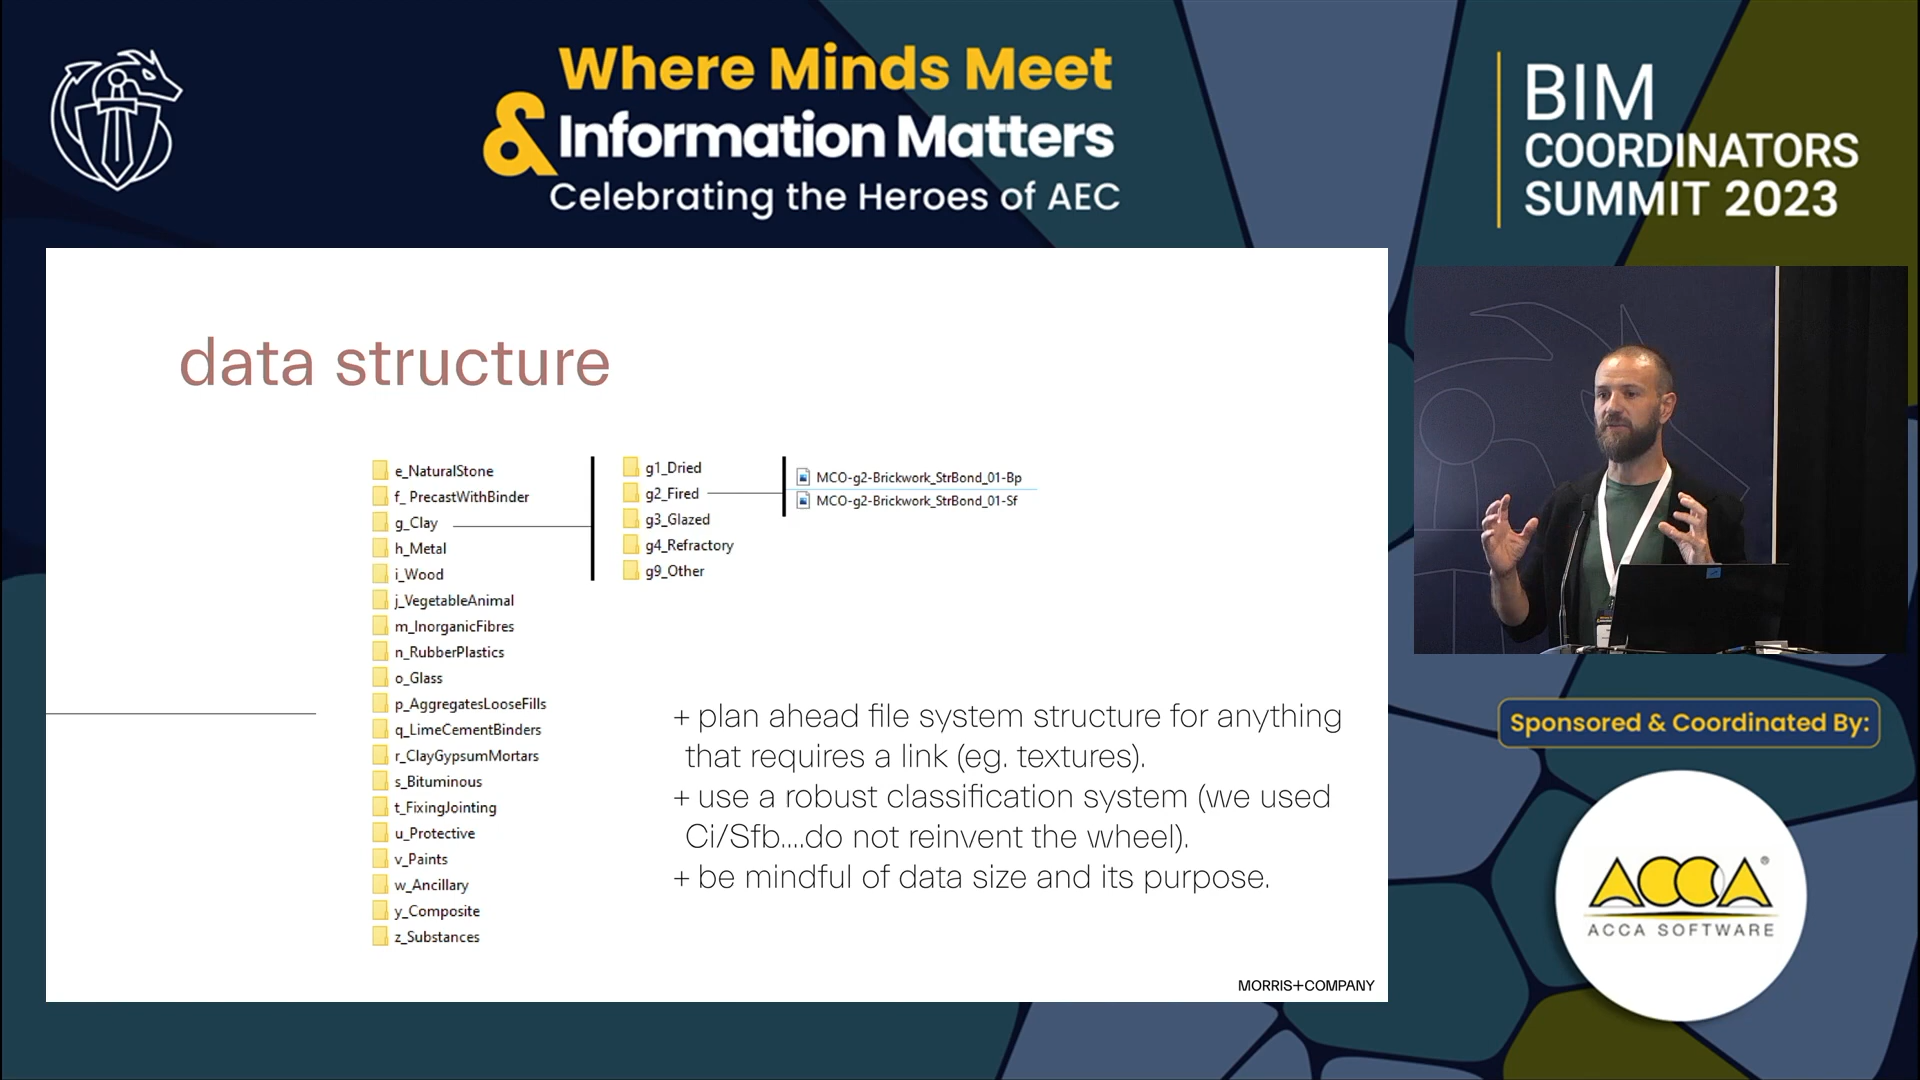 Where Minds Meet
& Information Matters
Celebrating the Heroes of AEC
BIM
COORDINATORS
SUMMIT 2023
data structure
e_NaturalStone
f_ PrecastWithBinder
g_Clay
h_Metal
i_Wood
j_VegetableAnimal
m_InorganicFibres
n_RubberPlastics
o_Glass
p_AggregatesLooseFills
q_LimeCementBinders
r_ClayGypsumMortars
s_Bituminous
t_FixingJointing
u_Protective
v_Paints
w_Ancillary
y_Composite
z_Substances
g1_Dried
g2_Fired
g3_Glazed
g4_Refractory
g9_Other
MCO-g2-Brickwork_StrBond_01-Bp
MCO-g2-Brickwork_StrBond_01-Sf
+ plan ahead file system structure for anything
that requires a link (eg. textures).
+ use a robust classification system (we used
Ci/Sfb....do not reinvent the wheel).
+ be mindful of data size and its purpose.
MORRIS+COMPANY
Sponsored & Coordinated By:
ACCA®
ACCA SOFTWARE